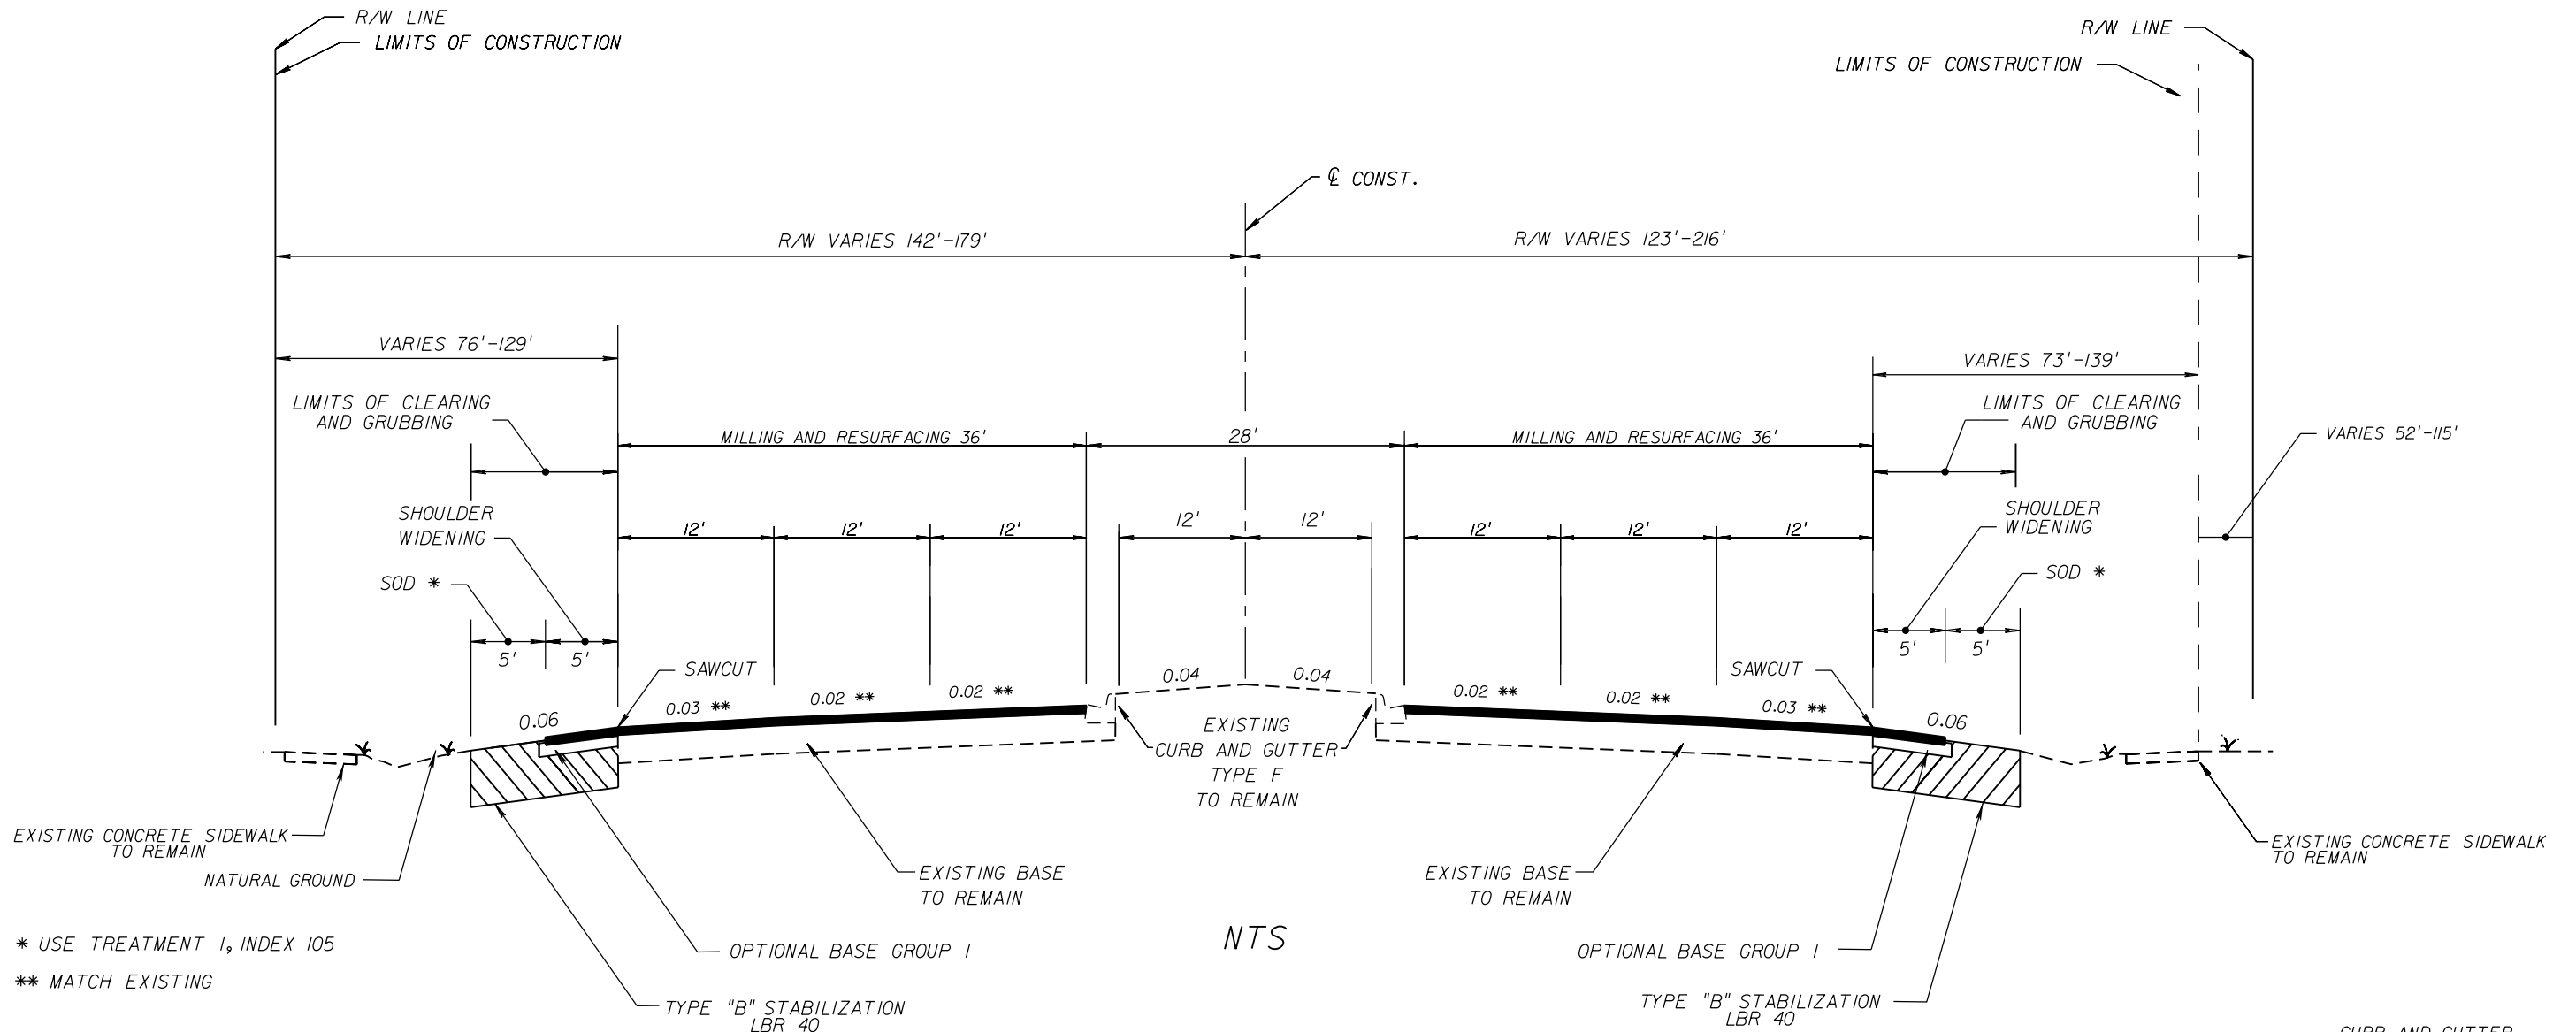 R/W LINE
LIMITS OF CONSTRUCTION
R/W LINE
LIMITS OF CONSTRUCTION
℄ CONST.
R/W VARIES 142'-179'
R/W VARIES 123'-216'
VARIES 76'-129'
VARIES 73'-139'
LIMITS OF CLEARING
AND GRUBBING
LIMITS OF CLEARING
AND GRUBBING
MILLING AND RESURFACING 36'
28'
MILLING AND RESURFACING 36'
VARIES 52'-115'
SHOULDER
WIDENING
SHOULDER
WIDENING
12'
12'
12'
12'
12'
12'
12'
12'
SOD *
SOD *
5'
5'
5'
5'
SAWCUT
SAWCUT
0.06
0.03 **
0.02 **
0.02 **
0.04
0.04
0.02 **
0.02 **
0.03 **
0.06
EXISTING
CURB AND GUTTER
TYPE F
TO REMAIN
EXISTING CONCRETE SIDEWALK
TO REMAIN
EXISTING CONCRETE SIDEWALK
TO REMAIN
NATURAL GROUND
EXISTING BASE
TO REMAIN
EXISTING BASE
TO REMAIN
NTS
* USE TREATMENT 1, INDEX 105
** MATCH EXISTING
OPTIONAL BASE GROUP 1
OPTIONAL BASE GROUP 1
TYPE "B" STABILIZATION
LBR 40
TYPE "B" STABILIZATION
LBR 40
CURB AND GUTTER